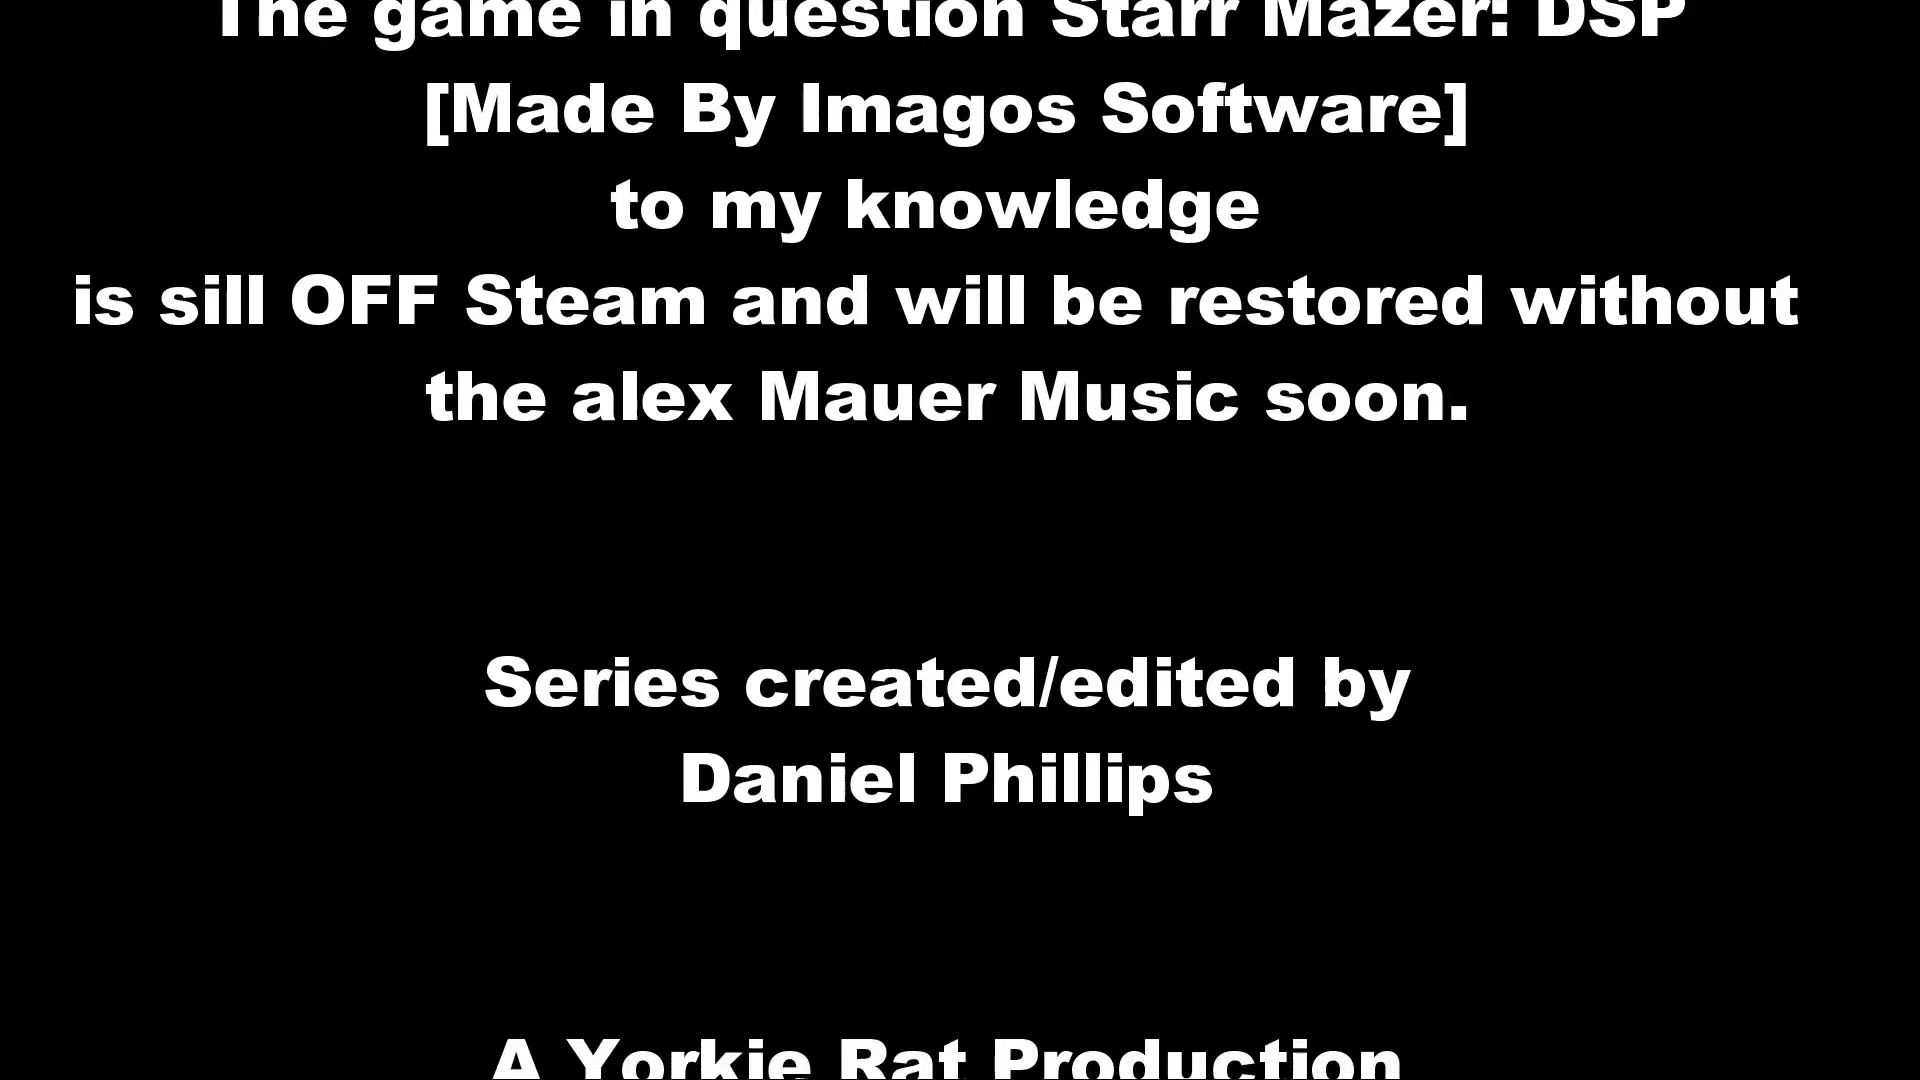 The game in question Starr Mazer: DSP
[Made By Imagos Software]
to my knowledge
is sill OFF Steam and will be restored without
the alex Mauer Music soon.
Series created/edited by
Daniel Phillips
A Yorkie Rat Production